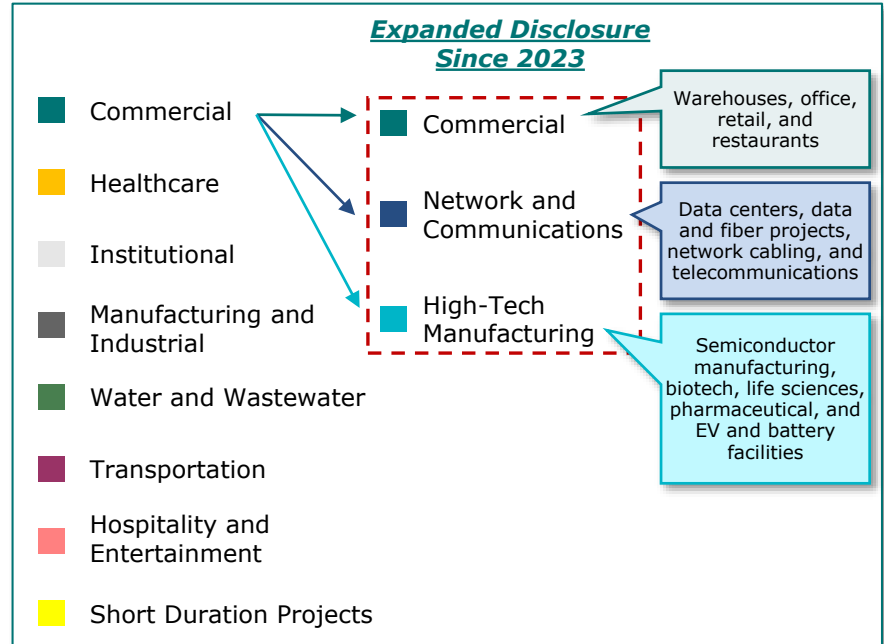 Expanded Disclosure
Since 2023
Commercial
Healthcare
Institutional
Manufacturing and
Industrial
Water and Wastewater
Transportation
Hospitality and
Entertainment
Short Duration Projects
Commercial
Network and
Communications
High-Tech
Manufacturing
Warehouses, office,
retail, and
restaurants
Data centers, data
and fiber projects,
network cabling, and
telecommunications
Semiconductor
manufacturing,
biotech, life sciences,
pharmaceutical, and
EV and battery
facilities